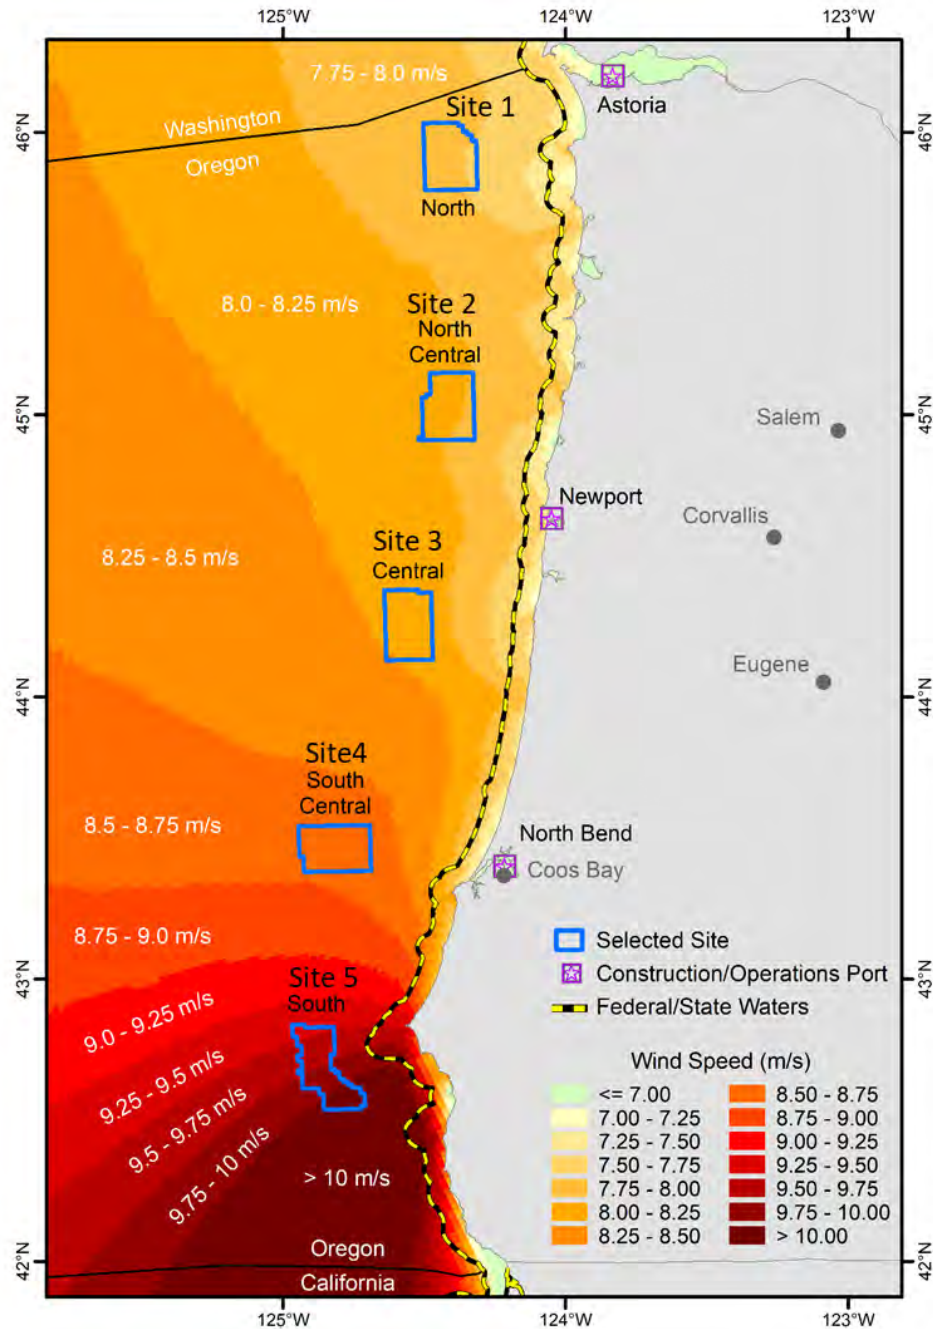 125°W
124°W
123°W
7.75 - 8.0 m/s
Site 1
Astoria
Washington
46°N
46°N
Oregon
North
8.0 - 8.25 m/s
Site 2
North
Central
45°N
45°N
Salem
Newport
Corvallis
Site 3
Central
8.25 - 8.5 m/s
Eugene
44°N
44°N
Site4
South
Central
8.5 - 8.75 m/s
North Bend
Coos Bay
8.75 - 9.0 m/s
Selected Site
Site 5
South
Construction/Operations Port
43°N
43°N
Federal/State Waters
9.0 - 9.25 m/s
9.25 - 9.5 m/s
9.5 - 9.75 m/s
9.75 - 10 m/s
> 10 m/s
Wind Speed (m/s)
<= 7.00
7.00 - 7.25
7.25 - 7.50
7.50 - 7.75
7.75 - 8.00
8.00 - 8.25
8.25 - 8.50
8.50 - 8.75
8.75 - 9.00
9.00 - 9.25
9.25 - 9.50
9.50 - 9.75
9.75 - 10.00
> 10.00
Oregon
California
42°N
42°N
125°W
124°W
123°W